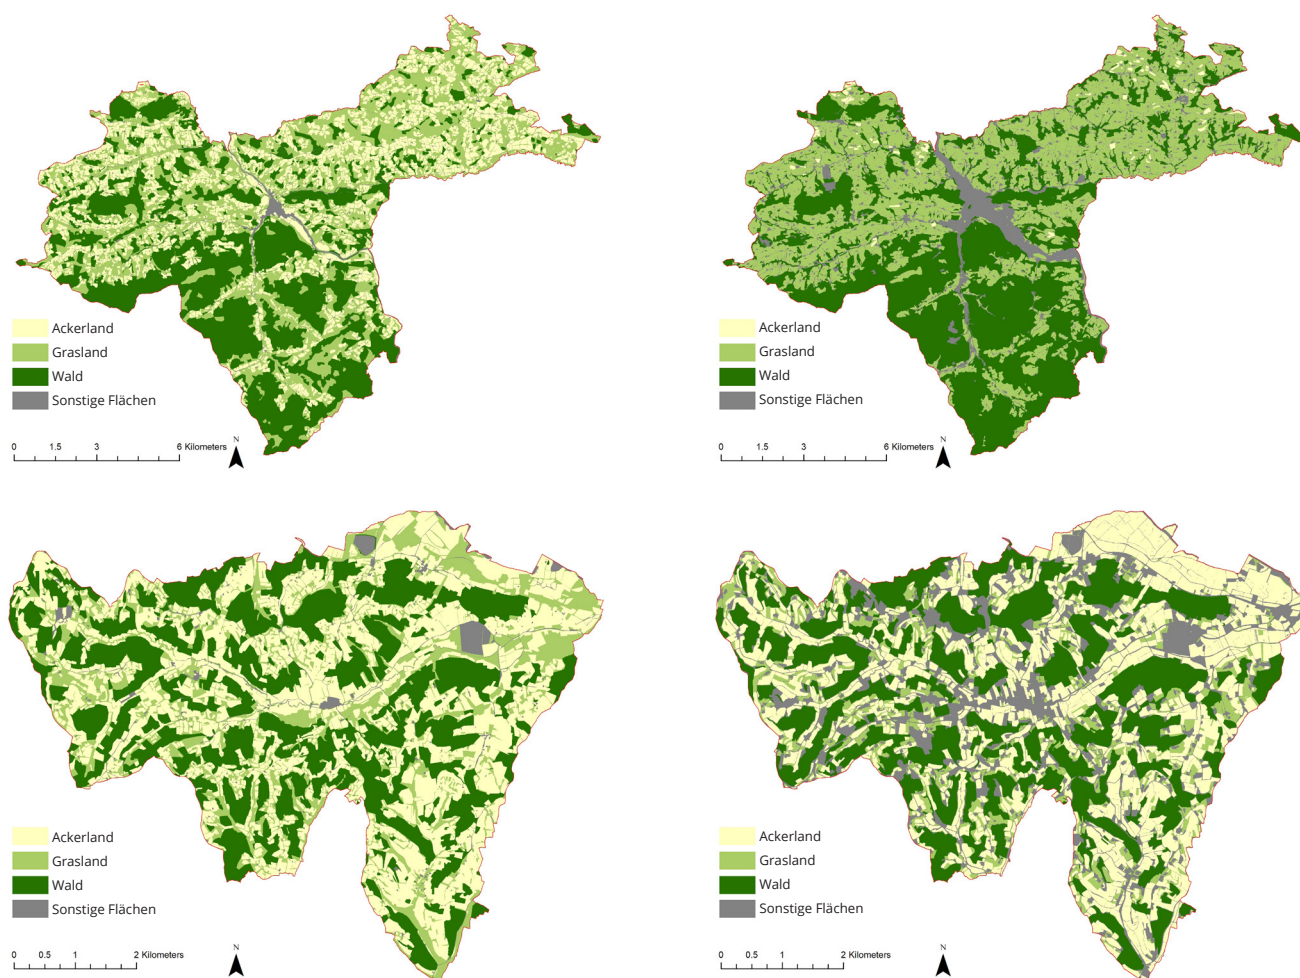 Ackerland
Grasland
Wald
Sonstige Flächen
0 1.5 3 6 Kilometers
N
Ackerland
Grasland
Wald
Sonstige Flächen
0 1.5 3 6 Kilometers
N
Ackerland
Grasland
Wald
Sonstige Flächen
0 0.5 1 2 Kilometers
N
Ackerland
Grasland
Wald
Sonstige Flächen
0 0.5 1 2 Kilometers
N